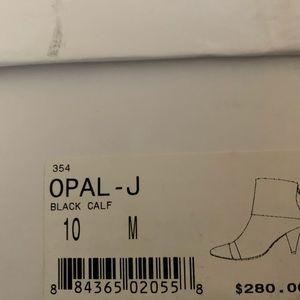 354
OPAL-J
BLACK CALF
10 M
8 84365 02055 8
$280.00